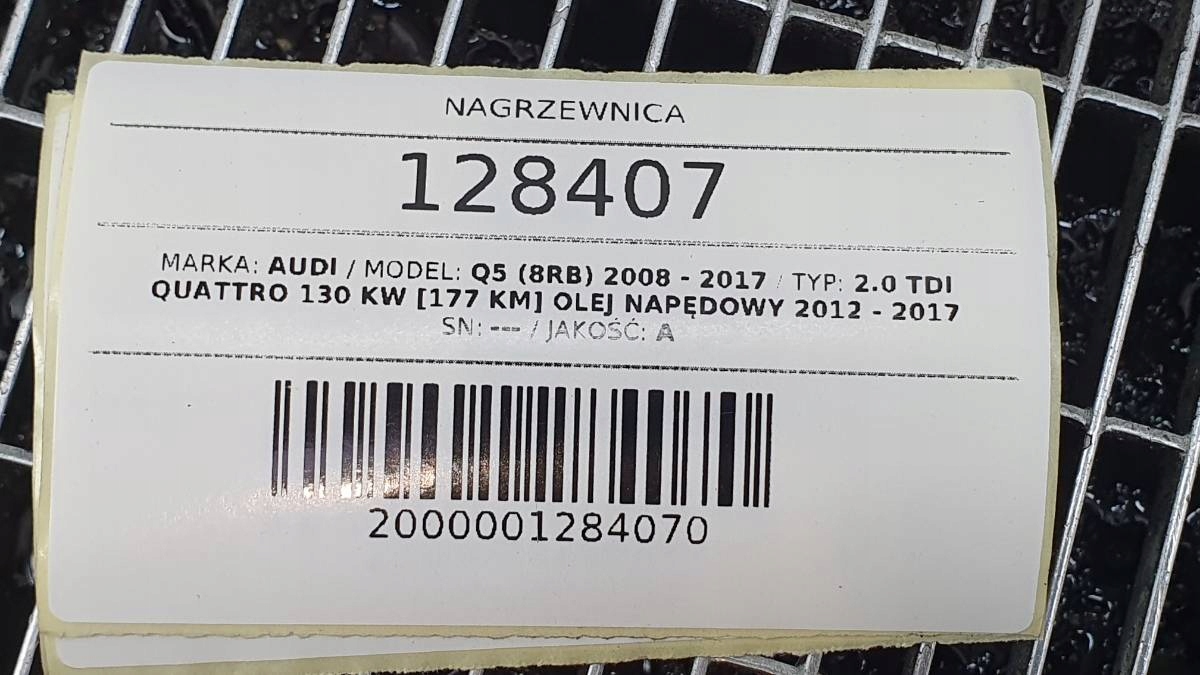 NAGRZEWNICA
128407
MARKA: AUDI / MODEL: Q5 (8RB) 2008 - 2017 / TYP: 2.0 TDI
QUATTRO 130 KW [177 KM] OLEJ NAPĘDOWY 2012 - 2017
SN: --- / JAKOŚĆ: A
2000001284070